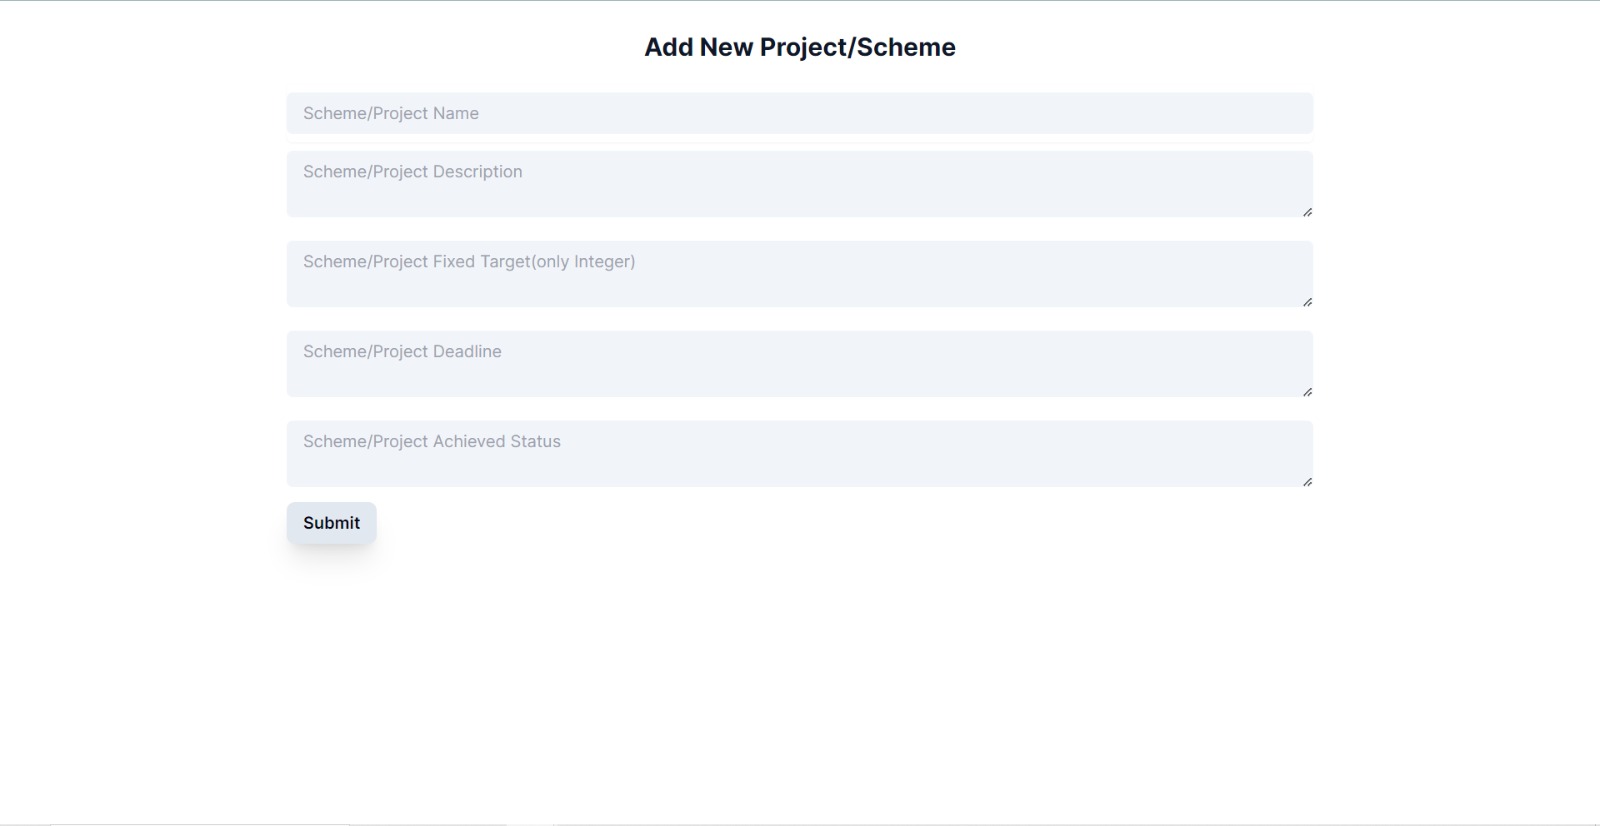 Add New Project/Scheme
Scheme/Project Name
Scheme/Project Description
Scheme/Project Fixed Target(only Integer)
Scheme/Project Deadline
Scheme/Project Achieved Status
Submit